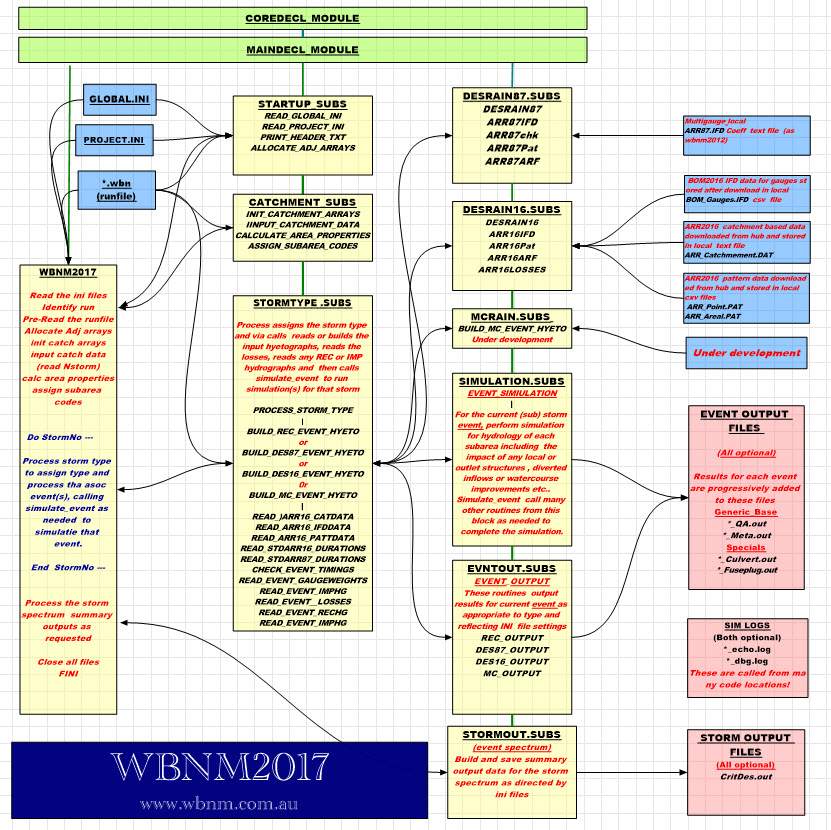 COREDECL_MODULE
MAINDECL_MODULE
GLOBAL.INI
PROJECT.INI
*.wbn
(runfile)
WBNM2017
Read the ini files
Identify run
Pre-Read the runfile
Allocate Adj arrays
init catch arrays
input catch data
(read Nstorm)
calc area properties
assign subarea
codes
Do StormNo ---
Process storm type
to assign type and
process tha asoc
event(s), calling
simulate_event as
needed to
simulatie that
event.
End StormNo ---
Process the storm
spectrum summary
outputs as
requested
Close all files
FINI
STARTUP_SUBS
READ_GLOBAL_INI
READ_PROJECT_INI
PRINT_HEADER_TXT
ALLOCATE_ADJ_ARRAYS
CATCHMENT_SUBS
INIT_CATCHMENT_ARRAYS
IINPUT_CATCHMENT_DATA
CALCULATE_AREA_PROPERTIES
ASSIGN_SUBAREA_CODES
STORMTYPE .SUBS
Process assigns the storm type
and via calls reads or builds the
input hyetographs, reads the
losses, reads any REC or IMP
hydrographs and then calls
simulate_event to run
simulation(s) for that storm
PROCESS_STORM_TYPE
|
BUILD_REC_EVENT_HYETO
or
BUILD_DES87_EVENT_HYETO
or
BUILD_DES16_EVENT_HYETO
Or
BUILD_MC_EVENT_HYETO
|
READ_)ARR16_CATDATA
READ_ARR16_IFDDATA
READ_ARR16_PATTDATA
READ_STDARR16_DURATIONS
READ_STDARR87_DURATIONS
CHECK_EVENT_TIMINGS
READ_EVENT_GAUGEWEIGHTS
READ_EVENT_IMPHG
READ_EVENT_LOSSES
READ_EVENT_RECHG
READ_EVENT_IMPHG
DESRAIN87.SUBS
DESRAIN87
ARR87IFD
ARR87chk
ARR87Pat
ARR87ARF
DESRAIN16.SUBS
DESRAIN16
ARR16IFD
ARR16Pat
ARR16ARF
ARR16LOSSES
MCRAIN.SUBS
BUILD_MC_EVENT_HYETO
Under development
SIMULATION.SUBS
EVENT_SIMIULATION
|
For the current (sub) storm
event, perform simulation
for hydrology of each
subarea including the
impact of any local or
outlet structures , diverted
inflows or watercourse
improvements etc..
Simulate_event call many
other routines from this
block as needed to
complete the simulation.
EVNTOUT.SUBS
EVENT_OUTPUT
These routines output
results for current event as
appropriate to type and
reflecting INI file settings
REC_OUTPUT
DES87_OUTPUT
DES16_OUTPUT
MC_OUTPUT
STORMOUT.SUBS
(event spectrum)
Build and save summary
output data for the storm
spectrum as directed by
ini files
Multigauge_local
ARR87.IFD Coeff text file (as
wbnm2012)
BOM2016 IFD data for gauges st
ored after download in local
BOM_Gauges.IFD csv file
ARR2016 catchment based data
downloaded from hub and stored
in local text file
ARR_Catchmement.DAT
ARR2016 pattern data download
ed from hub and stored in local
csv files
ARR_Point.PAT
ARR_Areal.PAT
Under development
EVENT OUTPUT
FILES
(All optional)
Results for each event
are progressively added
to these files
Generic_Base
*_QA.out
*_Meta.out
Specials
*_Culvert.out
*_Fuseplug.out
SIM LOGS
(Both optional)
*_echo.log
*_dbg.log
These are called from ma
ny code locations!
STORM OUTPUT
FILES
(All optional)
CritDes.out
WBNM2017
www.wbnm.com.au